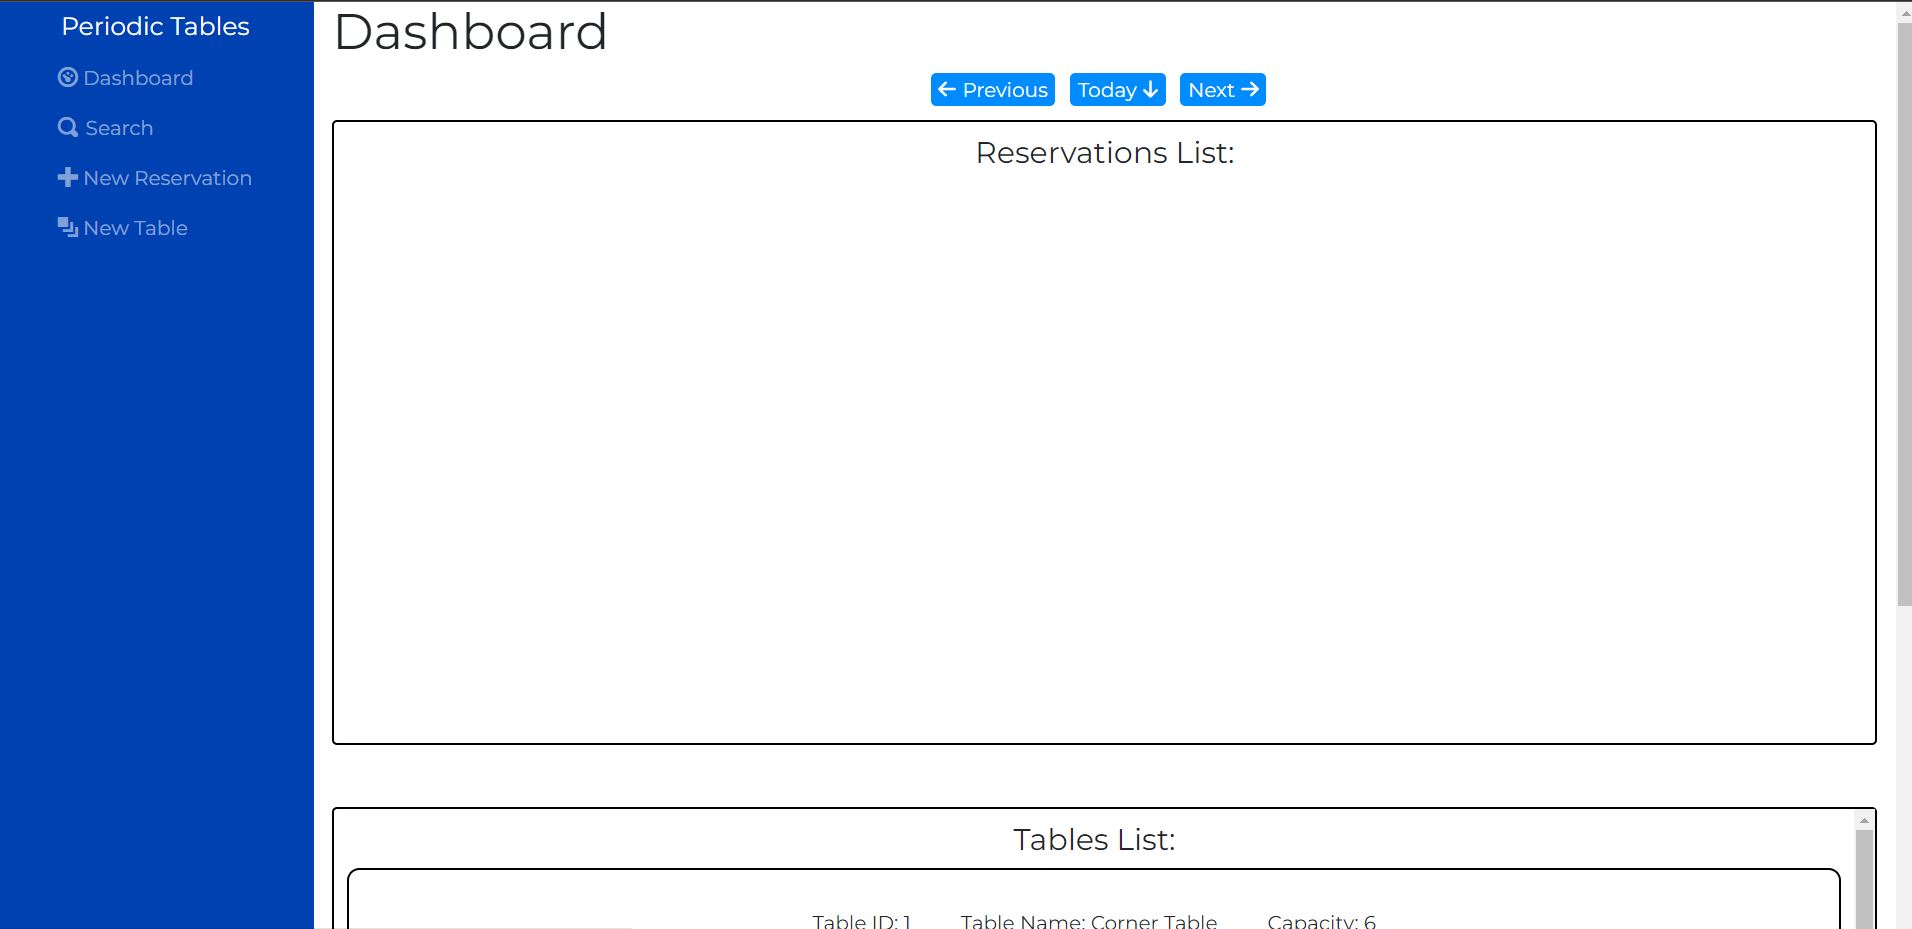 Periodic Tables
Dashboard
Search
New Reservation
New Table
Dashboard
Previous Today Next
Reservations List:
Tables List:
Table ID: 1 Table Name: Corner Table Capacity: 6